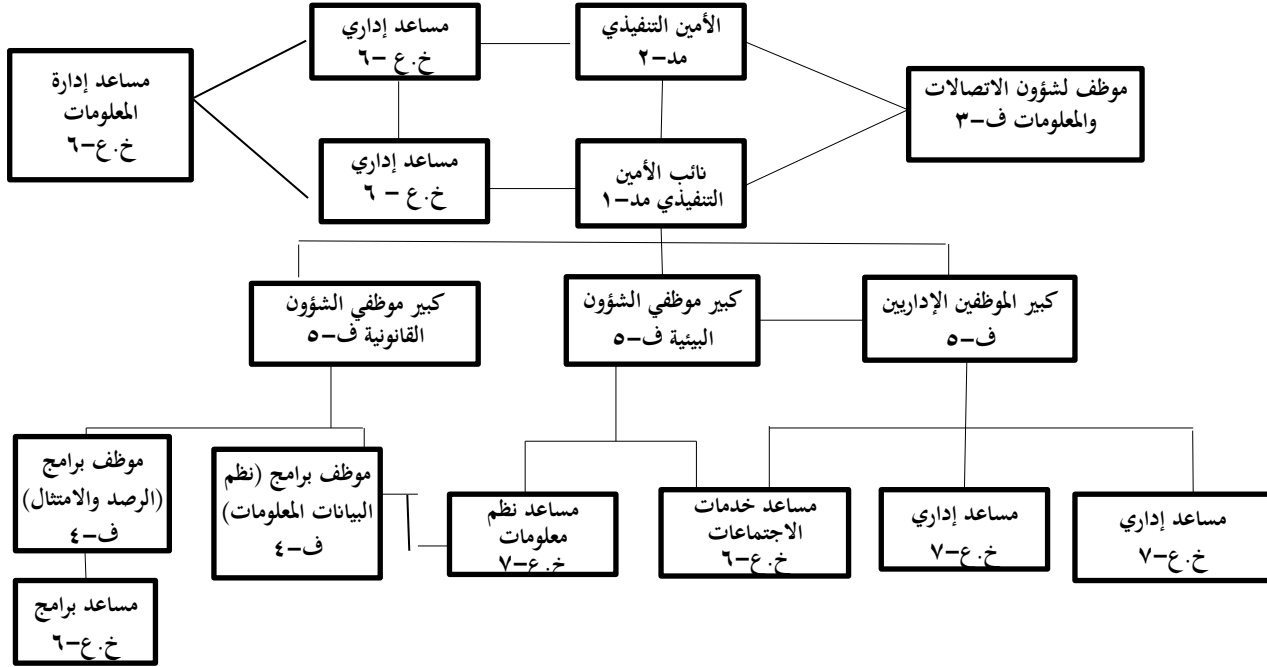 الأمين التنفيذي
مد-٢
مساعد إداري
خ.ع -٦
مساعد إدارة
المعلومات
خ.ع-٦
موظف لشؤون الاتصالات
والمعلومات ف-٣
نائب الأمين
التنفيذي مد-١
مساعد إداري
خ.ع - ٦
كبير الموظفين الإداريين
ف-٥
كبير موظفي الشؤون
البيئية ف-٥
كبير موظفي الشؤون
القانونية ف-٥
مساعد إداري
خ.ع-٧
مساعد إداري
خ.ع-٧
مساعد خدمات
الاجتماعات
خ.ع-٦
مساعد نظم
معلومات
خ.ع-٧
موظف برامج (نظم
البيانات المعلومات)
ف-٤
موظف برامج
(الرصد والامتثال)
ف-٤
مساعد برامج
خ.ع-٦